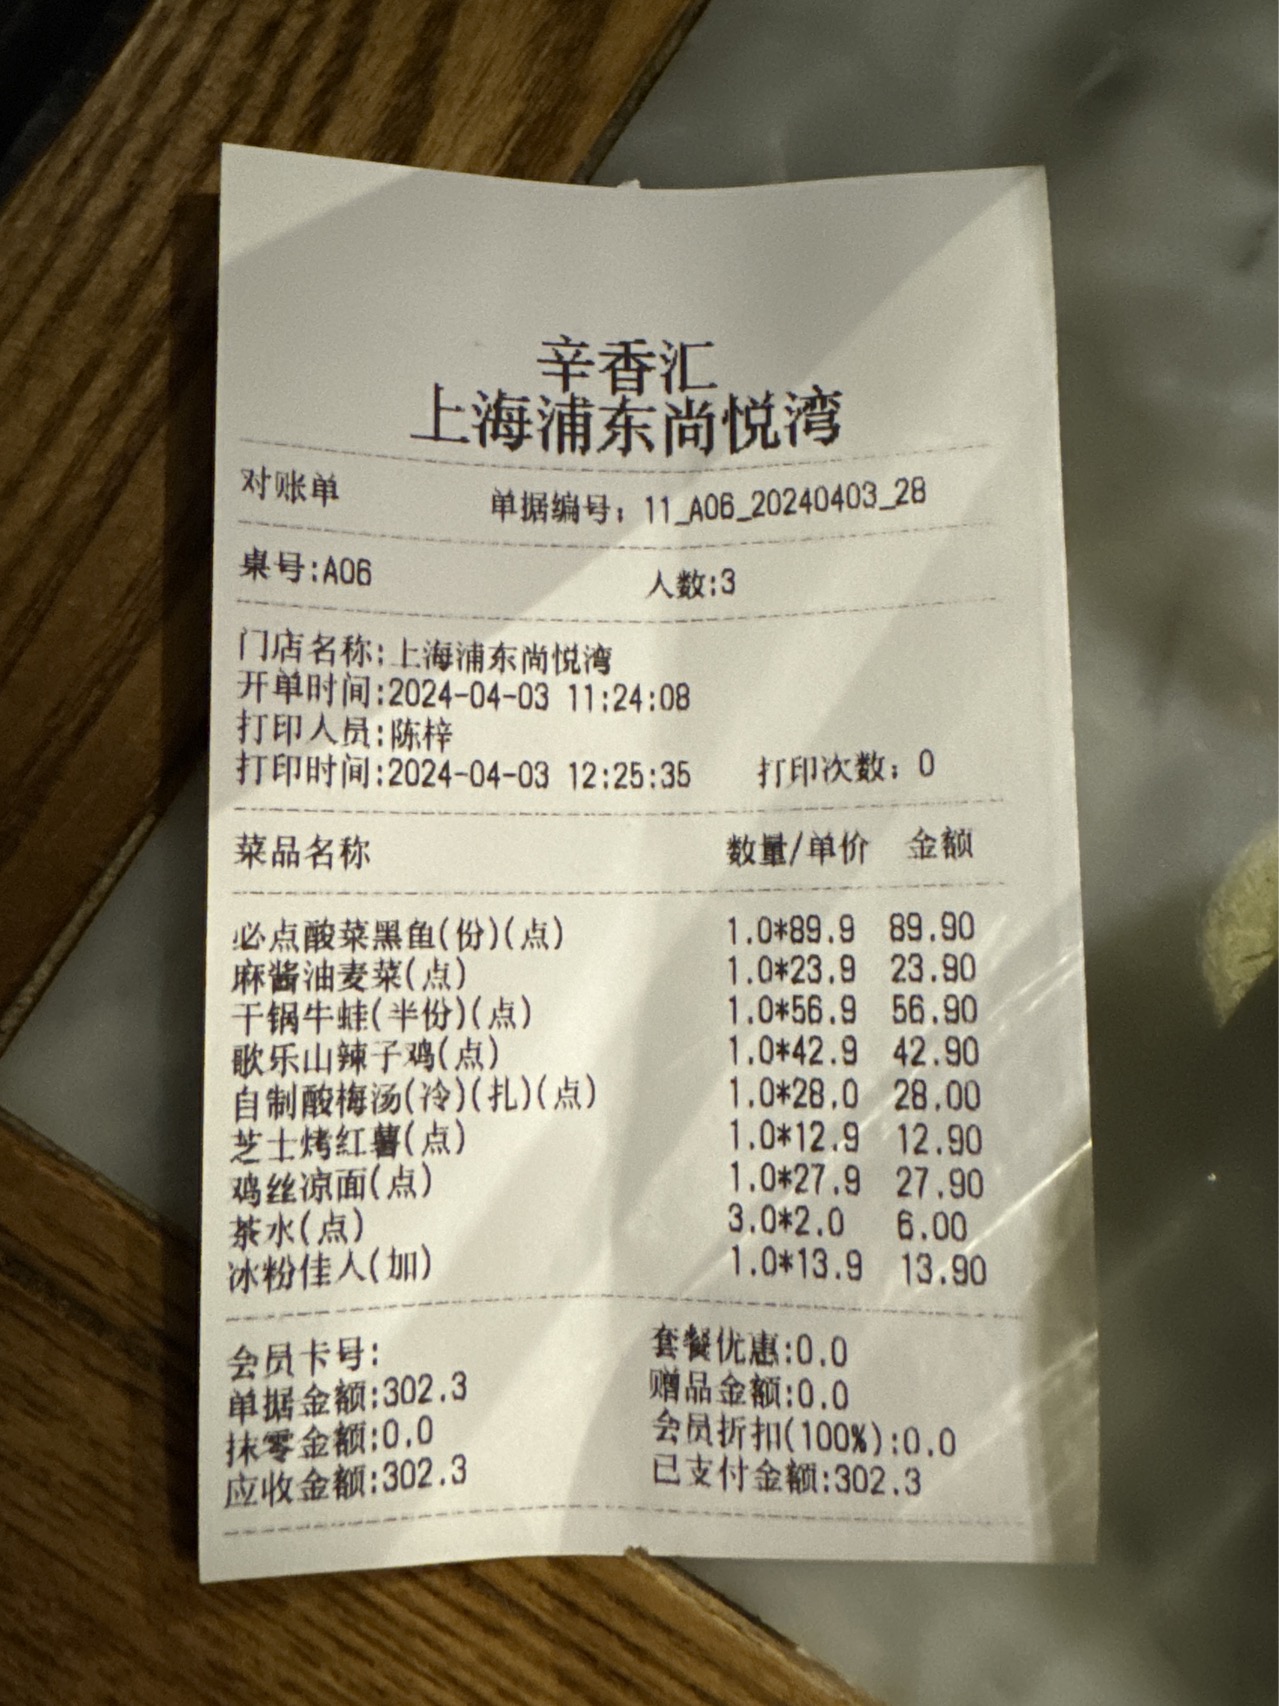 辛香汇
上海浦东尚悦湾
对账单 单据编号：11_A06_20240403_28
桌号:A06 人数:3
门店名称:上海浦东尚悦湾
开单时间:2024-04-03 11:24:08
打印人员:陈梓
打印时间:2024-04-03 12:25:35 打印次数：0
菜品名称 数量/单价 金额
必点酸菜黑鱼(份)(点) 1.0*89.9 89.90
麻酱油麦菜(点) 1.0*23.9 23.90
干锅牛蛙(半份)(点) 1.0*56.9 56.90
歌乐山辣子鸡(点) 1.0*42.9 42.90
自制酸梅汤(冷)(扎)(点) 1.0*28.0 28.00
芝士烤红薯(点) 1.0*12.9 12.90
鸡丝凉面(点) 1.0*27.9 27.90
茶水(点) 3.0*2.0 6.00
冰粉佳人(加) 1.0*13.9 13.90
会员卡号: 套餐优惠:0.0
单据金额:302.3 赠品金额:0.0
抹零金额:0.0 会员折扣(100%):0.0
应收金额:302.3 已支付金额:302.3